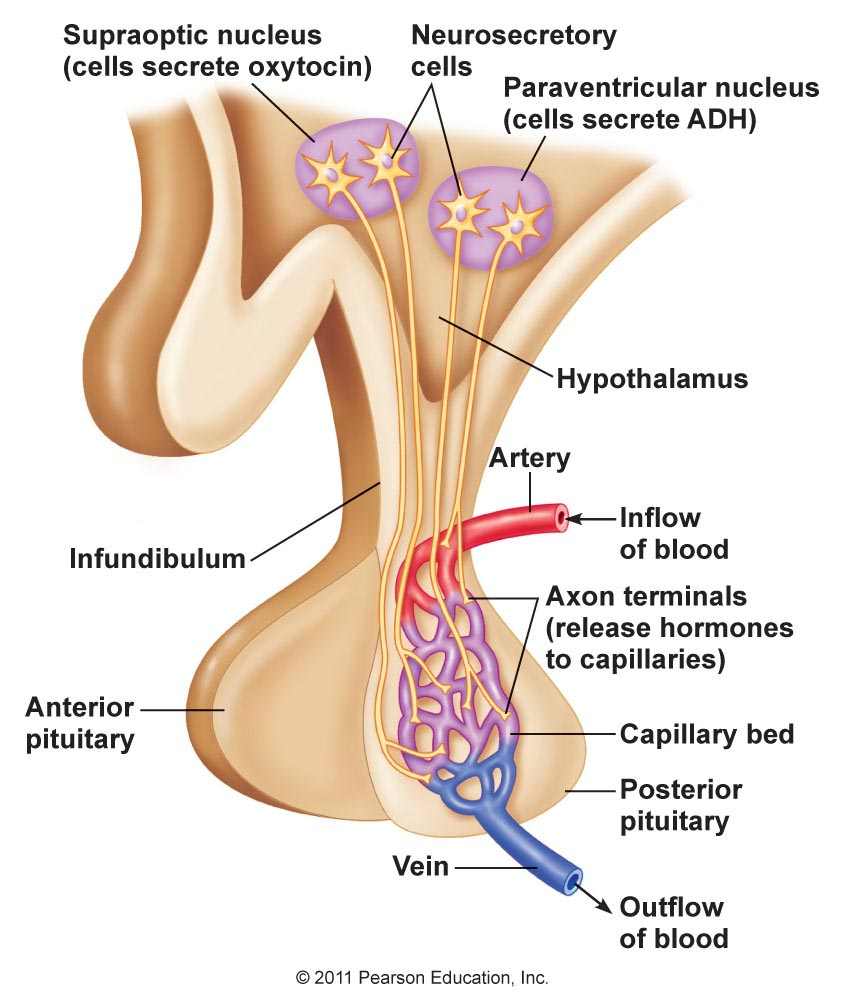 Supraoptic nucleus
(cells secrete oxytocin)
Neurosecretory
cells
Paraventricular nucleus
(cells secrete ADH)
Hypothalamus
Artery
Inflow
of blood
Infundibulum
Axon terminals
(release hormones
to capillaries)
Anterior
pituitary
Capillary bed
Posterior
pituitary
Vein
Outflow
of blood
© 2011 Pearson Education, Inc.